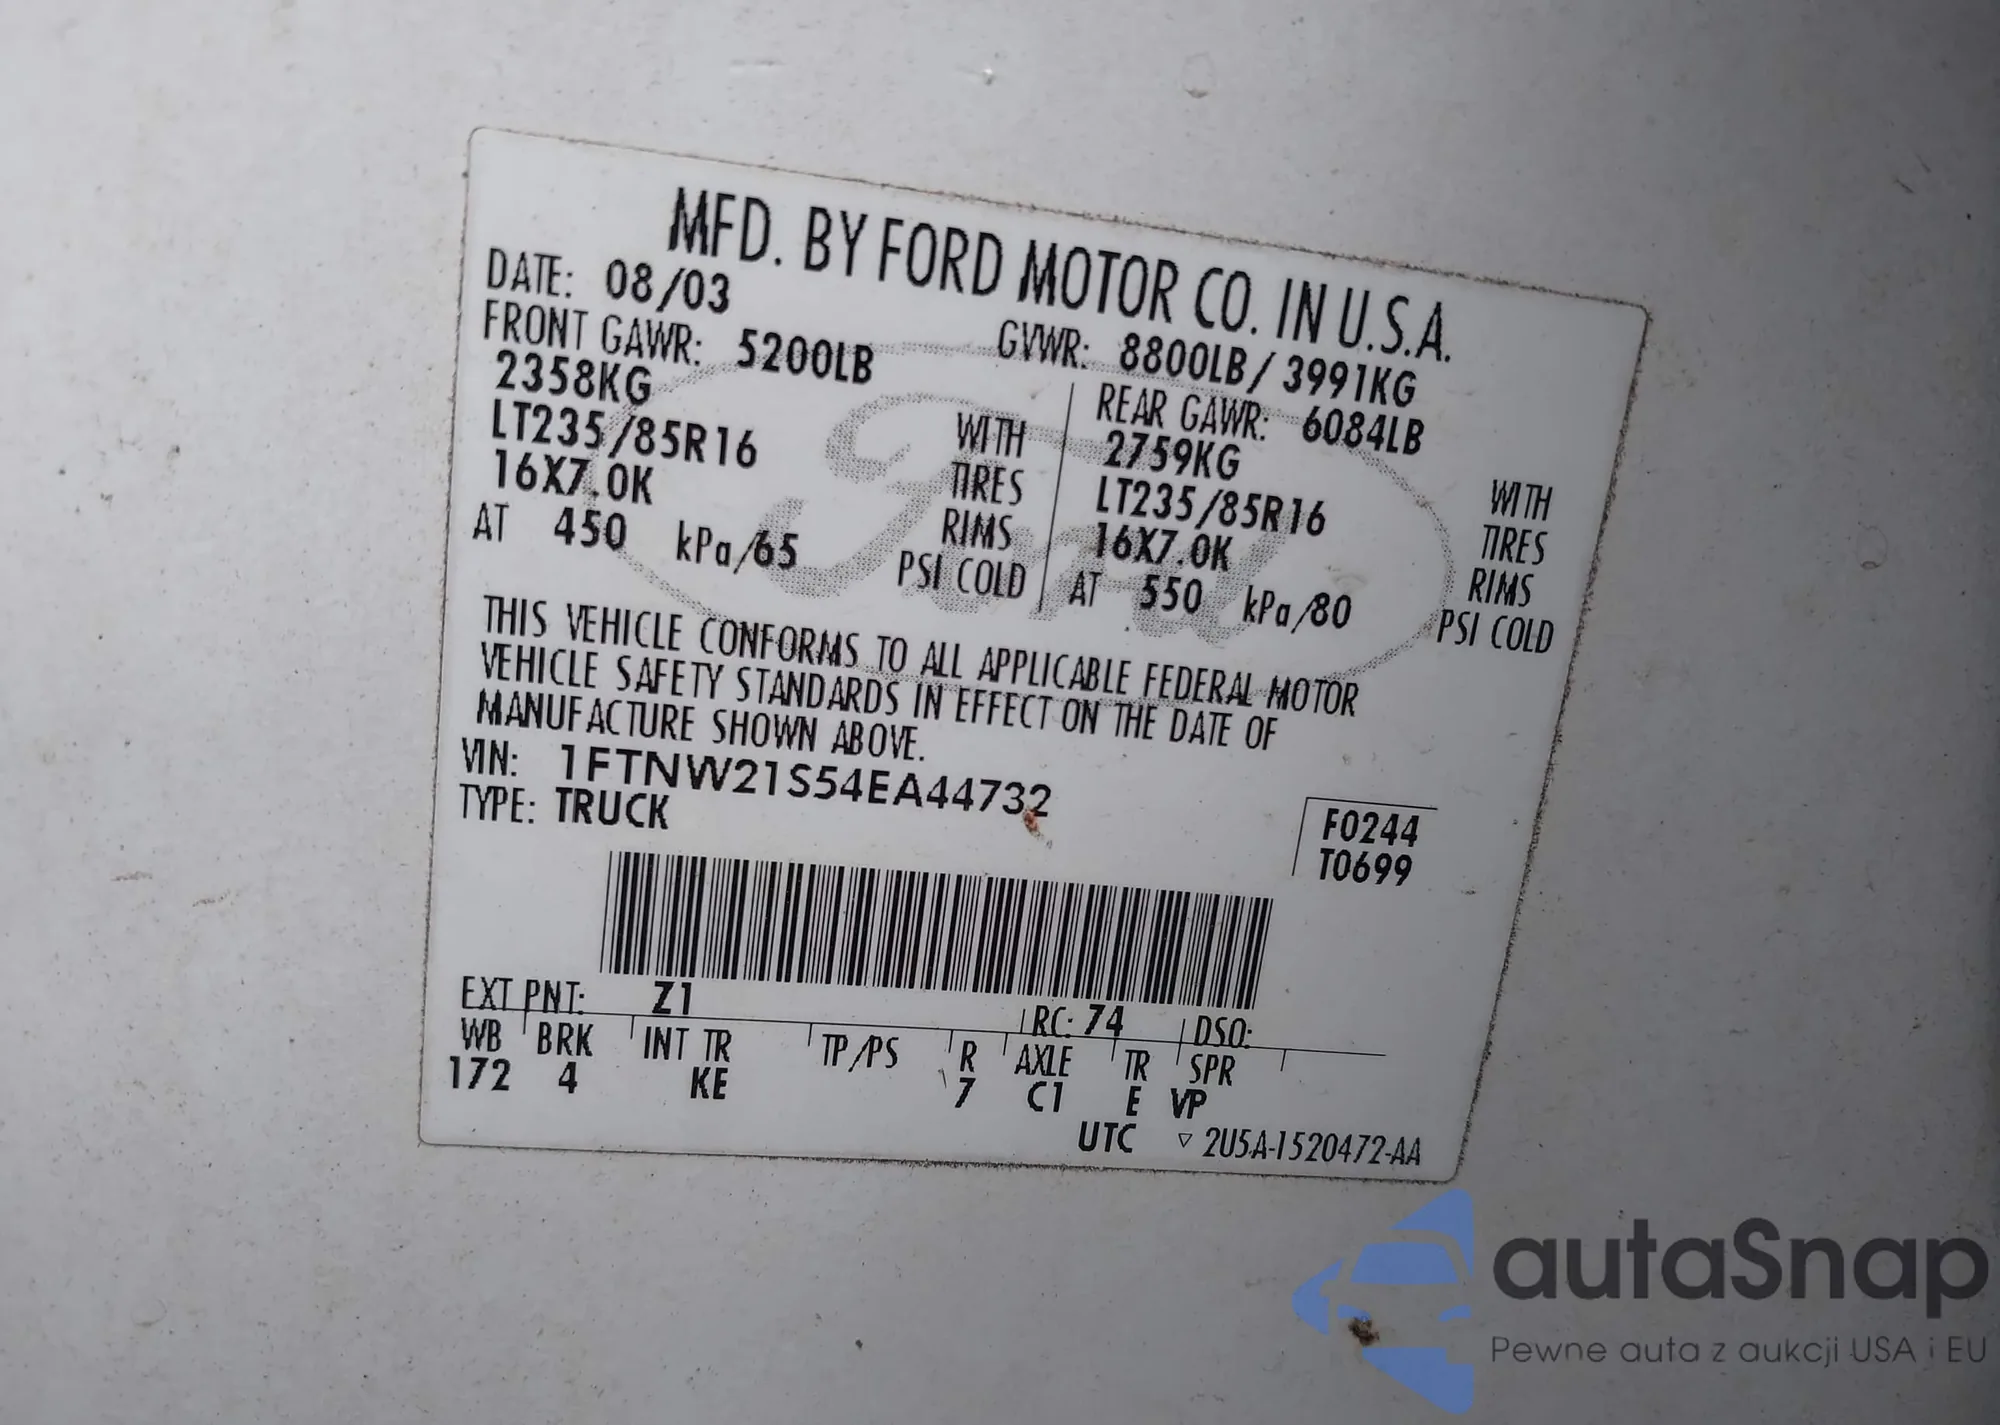 MFD. BY FORD MOTOR CO. IN U.S.A.
DATE: 08/03 GVWR: 8800LB/ 3991KG
FRONT GAWR: 5200LB REAR GAWR: 6084LB
2358KG WITH 2759KG WITH
LT235/85R16 TIRES LT235/85R16 TIRES
16X7.0K RIMS 16X7.0K RIMS
AT 450 kPa/65 PSI COLD AT 550 kPa/80 PSI COLD
THIS VEHICLE CONFORMS TO ALL APPLICABLE FEDERAL MOTOR
VEHICLE SAFETY STANDARDS IN EFFECT ON THE DATE OF
MANUFACTURE SHOWN ABOVE.
VIN: 1FTNW21S54EA44732
TYPE: TRUCK
F0244
T0699
EXT PNT: Z1 RC: 74 DSO:
WB BRK INT TR TP/PS R AXLE TR SPR
172 4 KE 7 C1 E VP
UTC ▽ 2U5A-1520472-AA
Ford
autaSnap
Pewne auta z aukcji USA i EU